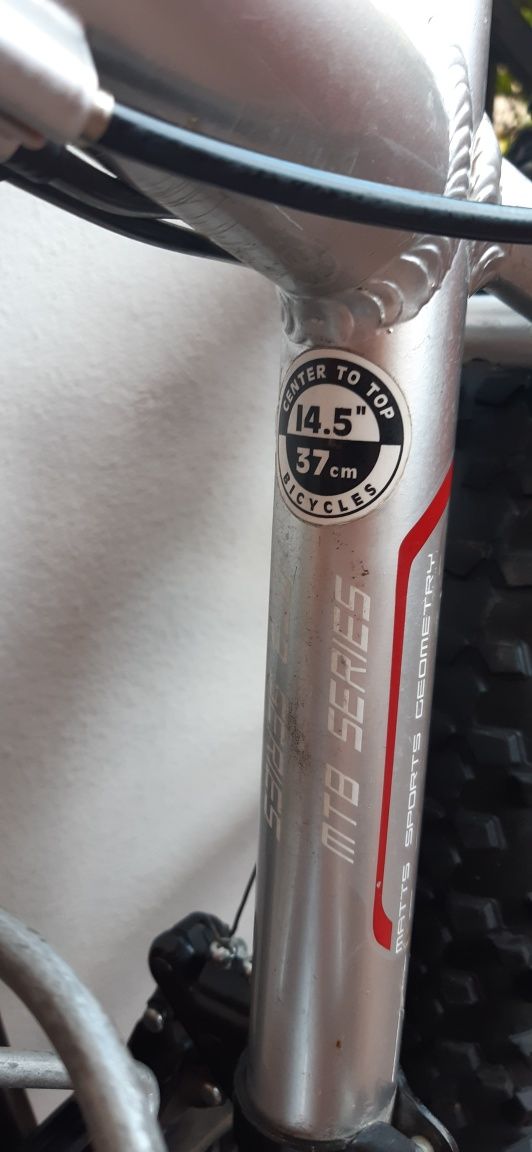 CENTER TO TOP
14.5"
37cm
BICYCLES
MTB SERIES
MATTS SPORTS GEOMETRY